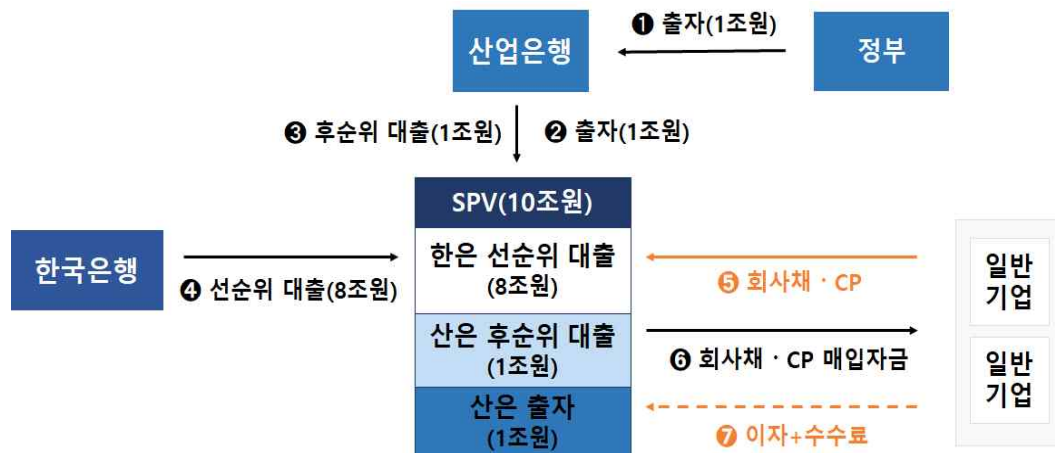 ❶ 출자(1조원)
산업은행
정부
❸ 후순위 대출(1조원)
❷ 출자(1조원)
SPV(10조원)
한국은행
❹ 선순위 대출(8조원)
한은 선순위 대출
(8조원)
산은 후순위 대출
(1조원)
산은 출자
(1조원)
❺ 회사채 · CP
❻ 회사채 · CP 매입자금
❼ 이자+수수료
일반
기업
일반
기업